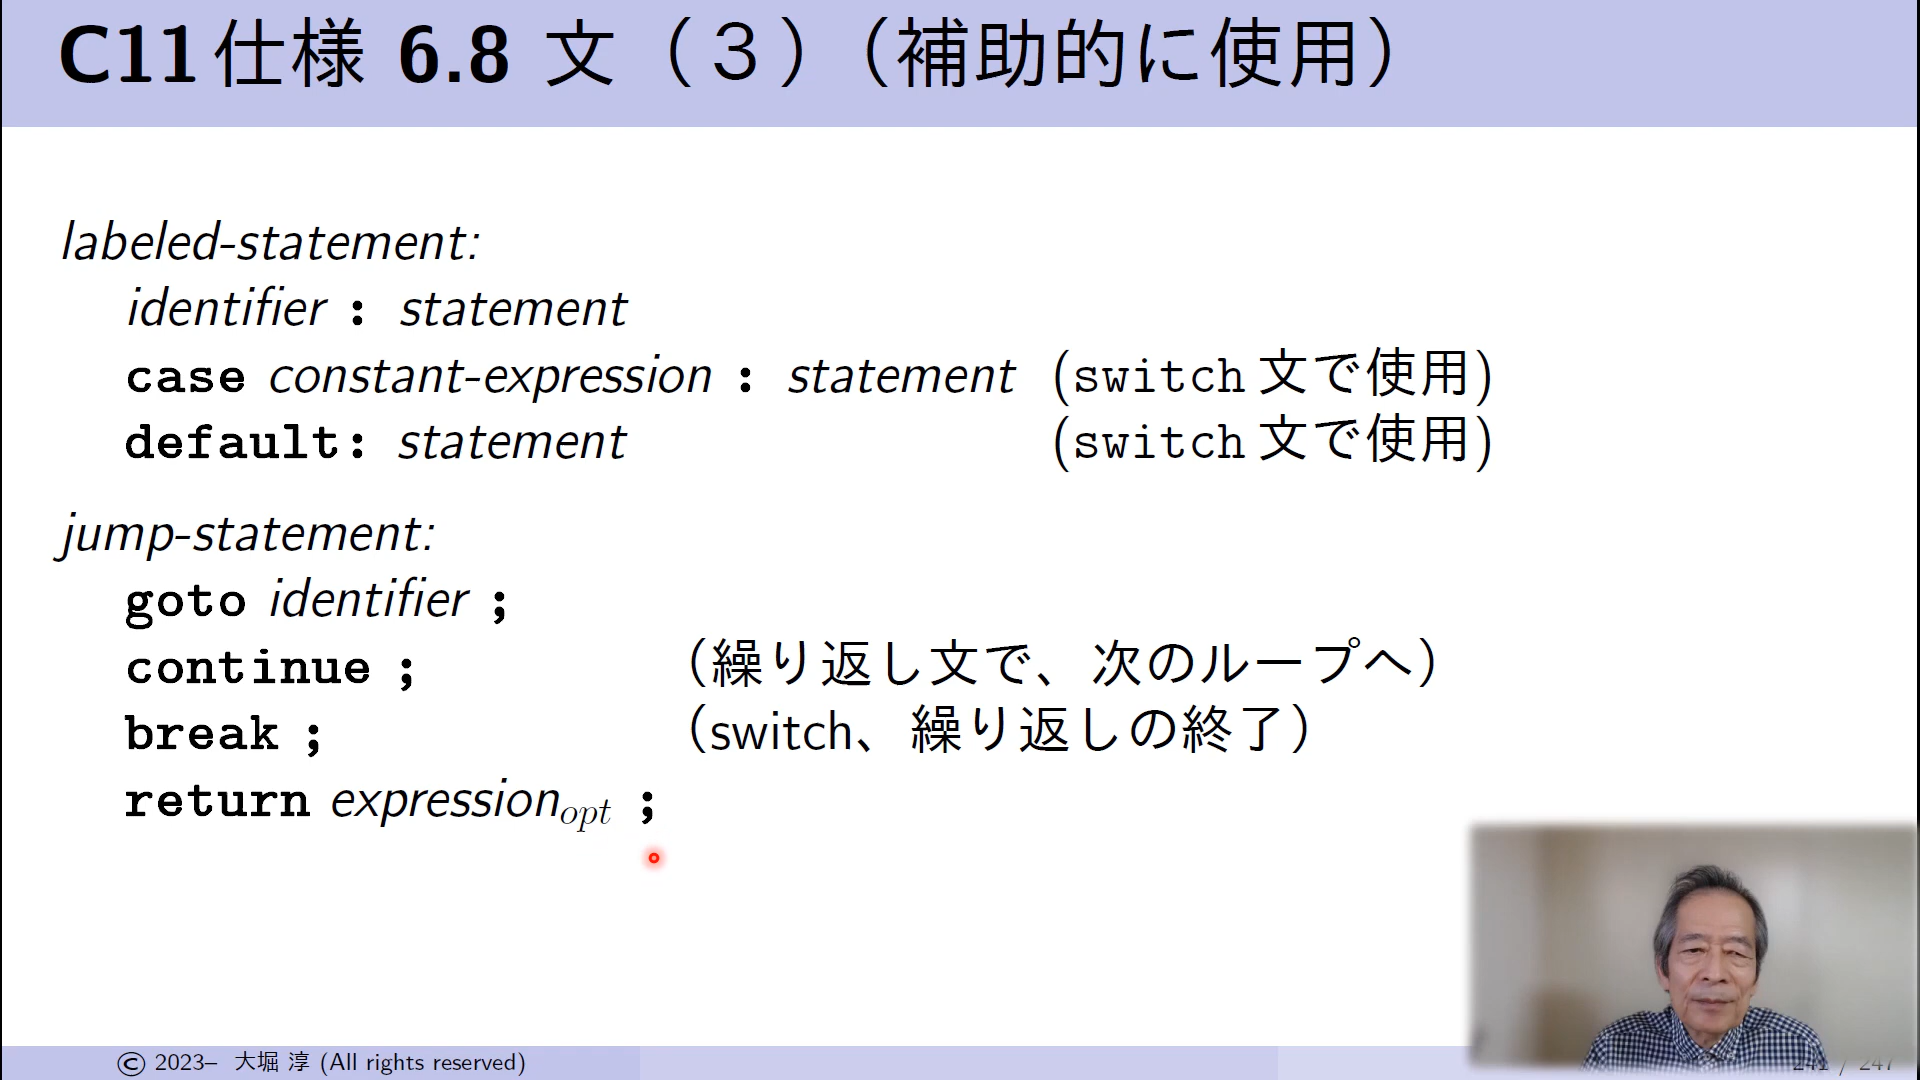 C11仕様 6.8 文（３）（補助的に使用）
labeled-statement:
identifier : statement
case constant-expression : statement (switch文で使用)
default: statement (switch文で使用)
jump-statement:
goto identifier ;
continue ; （繰り返し文で、次のループへ）
break ; （switch、繰り返しの終了）
return expression opt ;
© 2023– 大堀 淳 (All rights reserved)
241 / 247